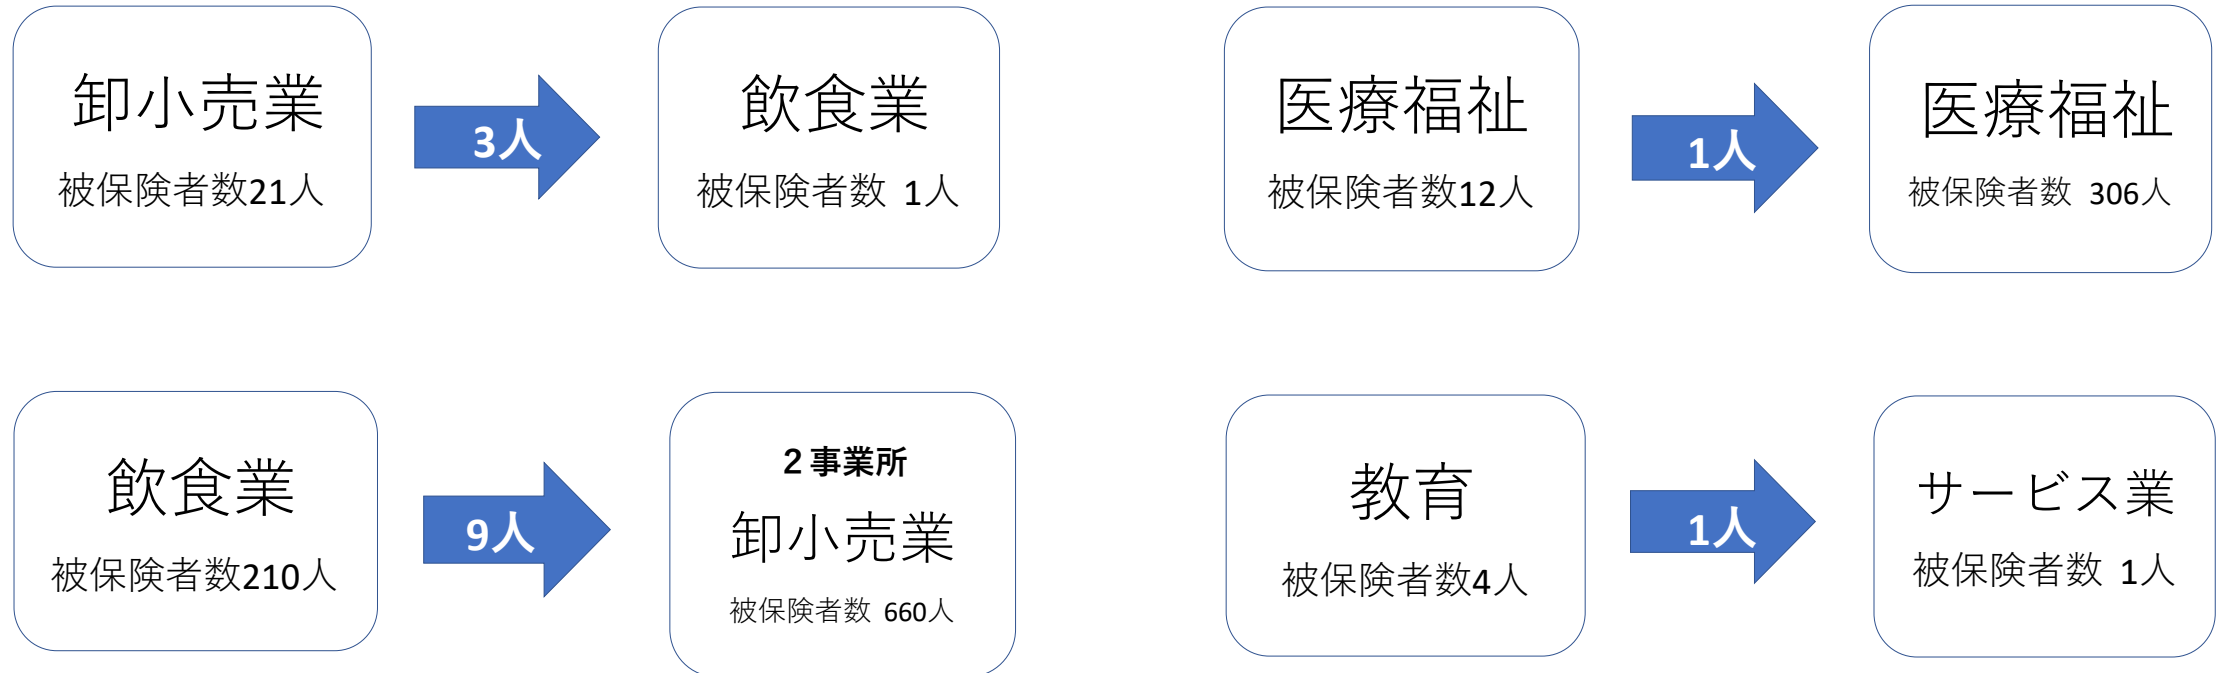 卸小売業
被保険者数21人
3人
飲食業
被保険者数 1人
医療福祉
被保険者数12人
1人
医療福祉
被保険者数 306人
飲食業
被保険者数210人
9人
２事業所
卸小売業
被保険者数 660人
教育
被保険者数4人
1人
サービス業
被保険者数 1人